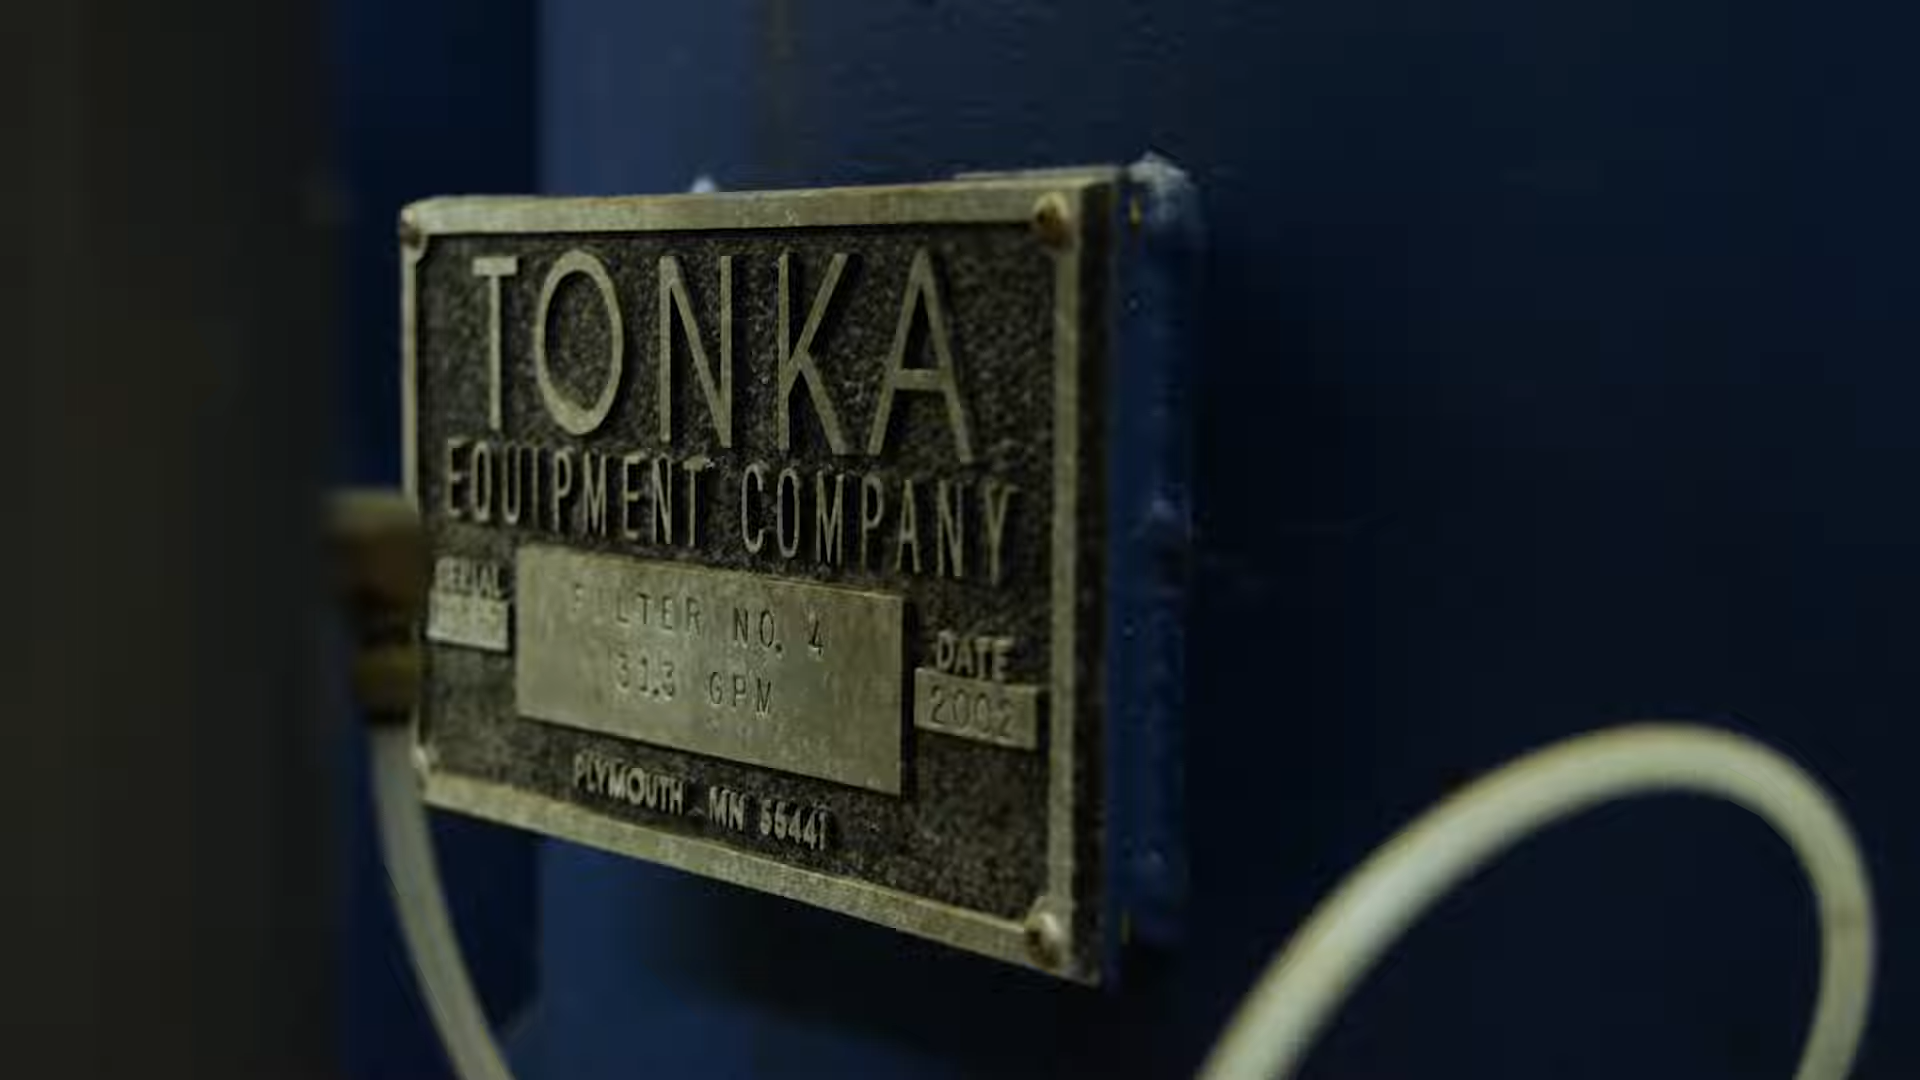 TONKA
EQUIPMENT COMPANY
SERIAL
FILTER NO. 4
313 GPM
DATE
2002
PLYMOUTH MN 55441